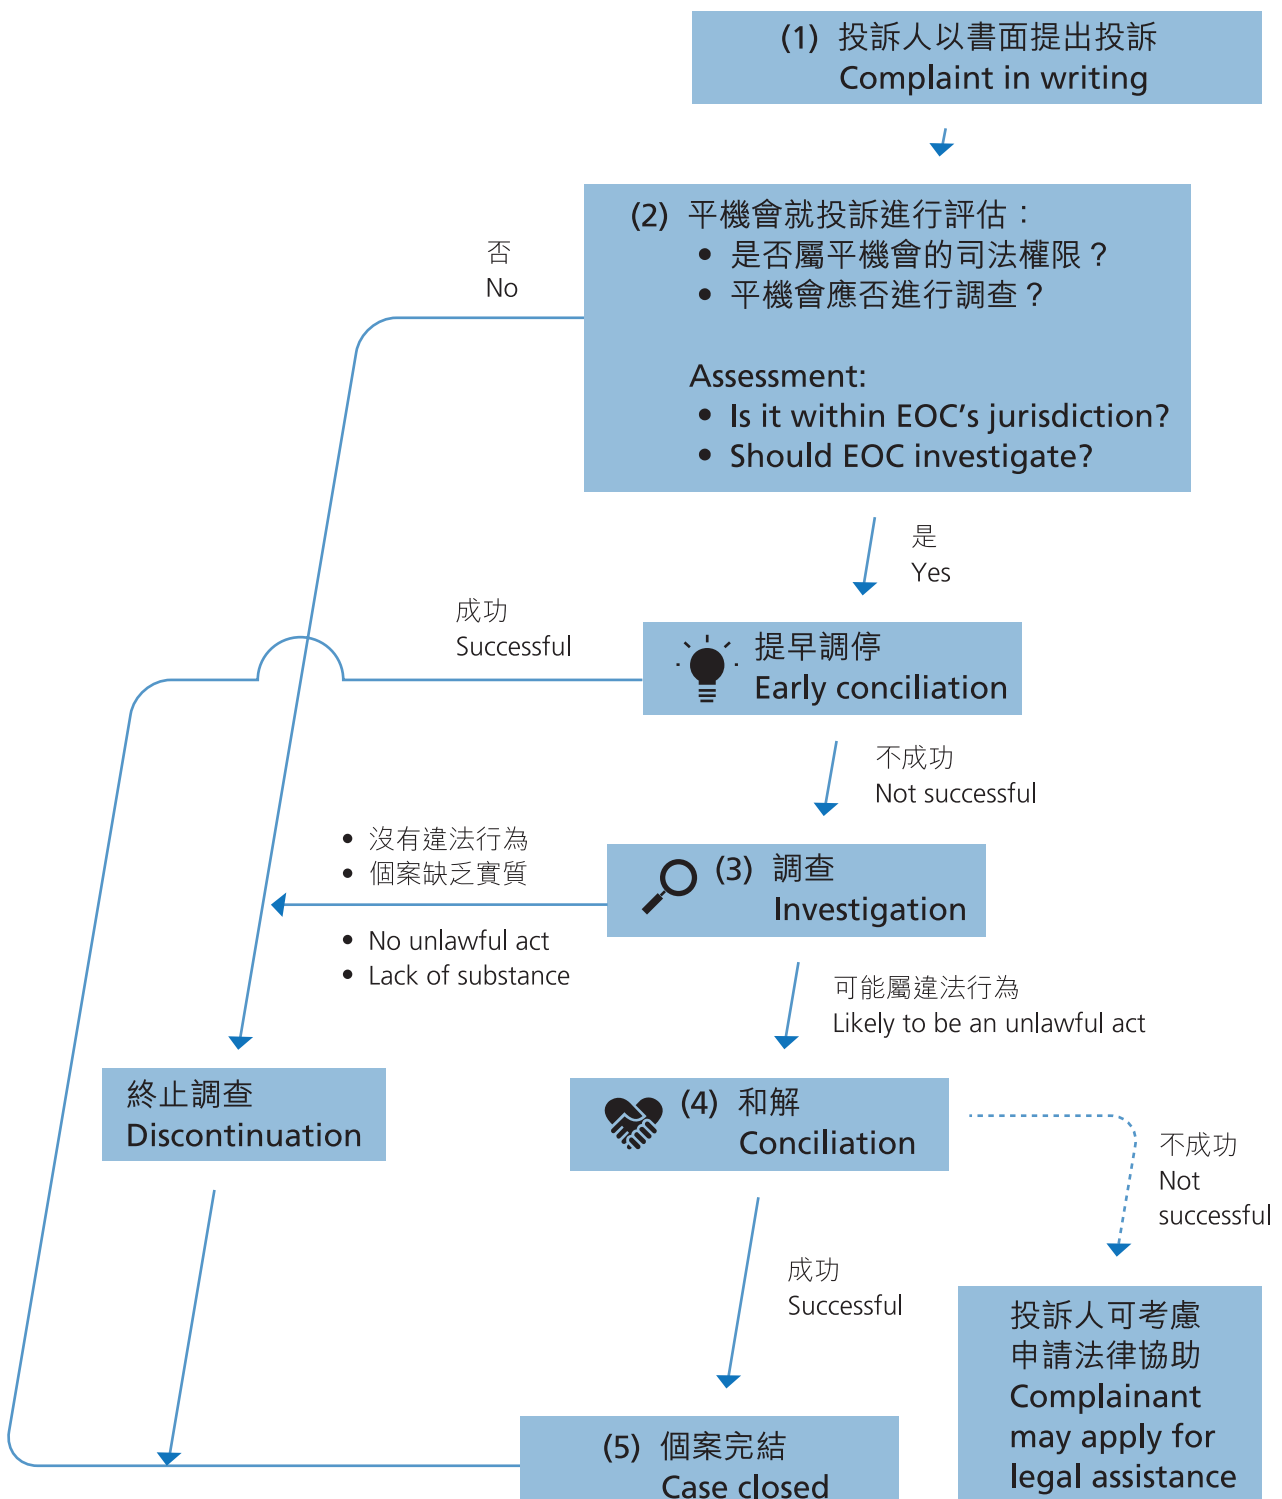 (1) 投訴人以書面提出投訴
Complaint in writing
(2) 平機會就投訴進行評估：
• 是否屬平機會的司法權限？
• 平機會應否進行調查？
Assessment:
• Is it within EOC's jurisdiction?
• Should EOC investigate?
否
No
是
Yes
成功
Successful
提早調停
Early conciliation
不成功
Not successful
• 沒有違法行為
• 個案缺乏實質
• No unlawful act
• Lack of substance
(3) 調查
Investigation
可能屬違法行為
Likely to be an unlawful act
終止調查
Discontinuation
(4) 和解
Conciliation
不成功
Not
successful
成功
Successful
投訴人可考慮
申請法律協助
Complainant
may apply for
legal assistance
(5) 個案完結
Case closed